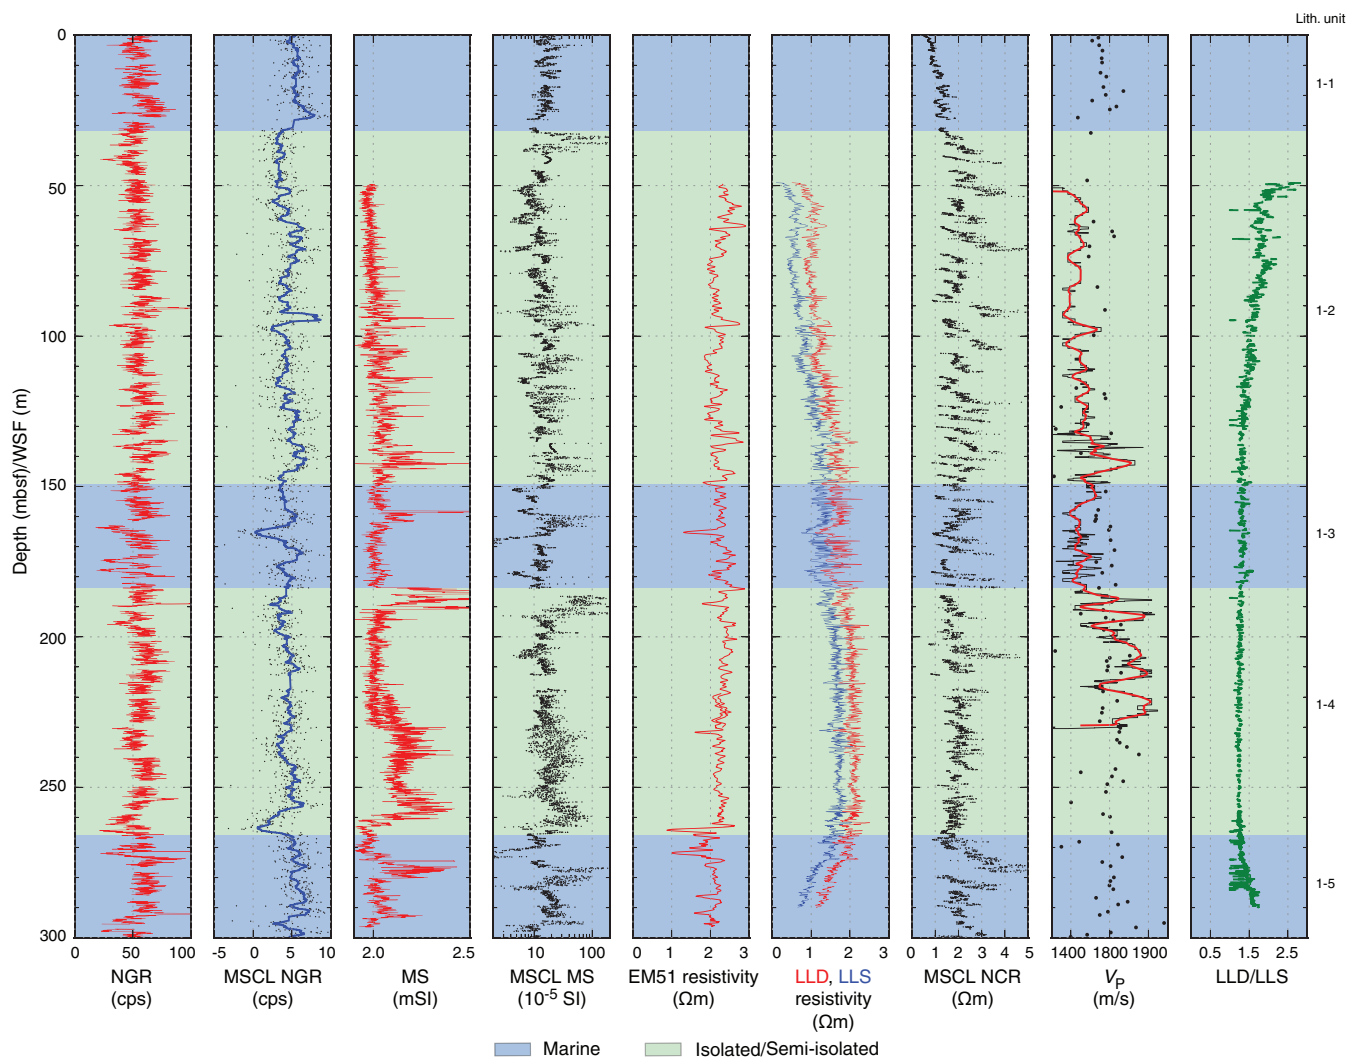 Lith. unit
0
50
100
150
200
250
300
Depth (mbsf)/WSF (m)
1-1
1-2
1-3
1-4
1-5
0 50 100
-5 0 5 10
2.0 2.5
10 100
0 1 2 3
0 1 2 3
0 1 2 3 4 5
1400 1800 1900
0.5 1.5 2.5
NGR
(cps)
MSCL NGR
(cps)
MS
(mSI)
MSCL MS
(10-5 SI)
EM51 resistivity
(Ωm)
LLD, LLS
resistivity
(Ωm)
MSCL NCR
(Ωm)
VP
(m/s)
LLD/LLS
Marine
Isolated/Semi-isolated